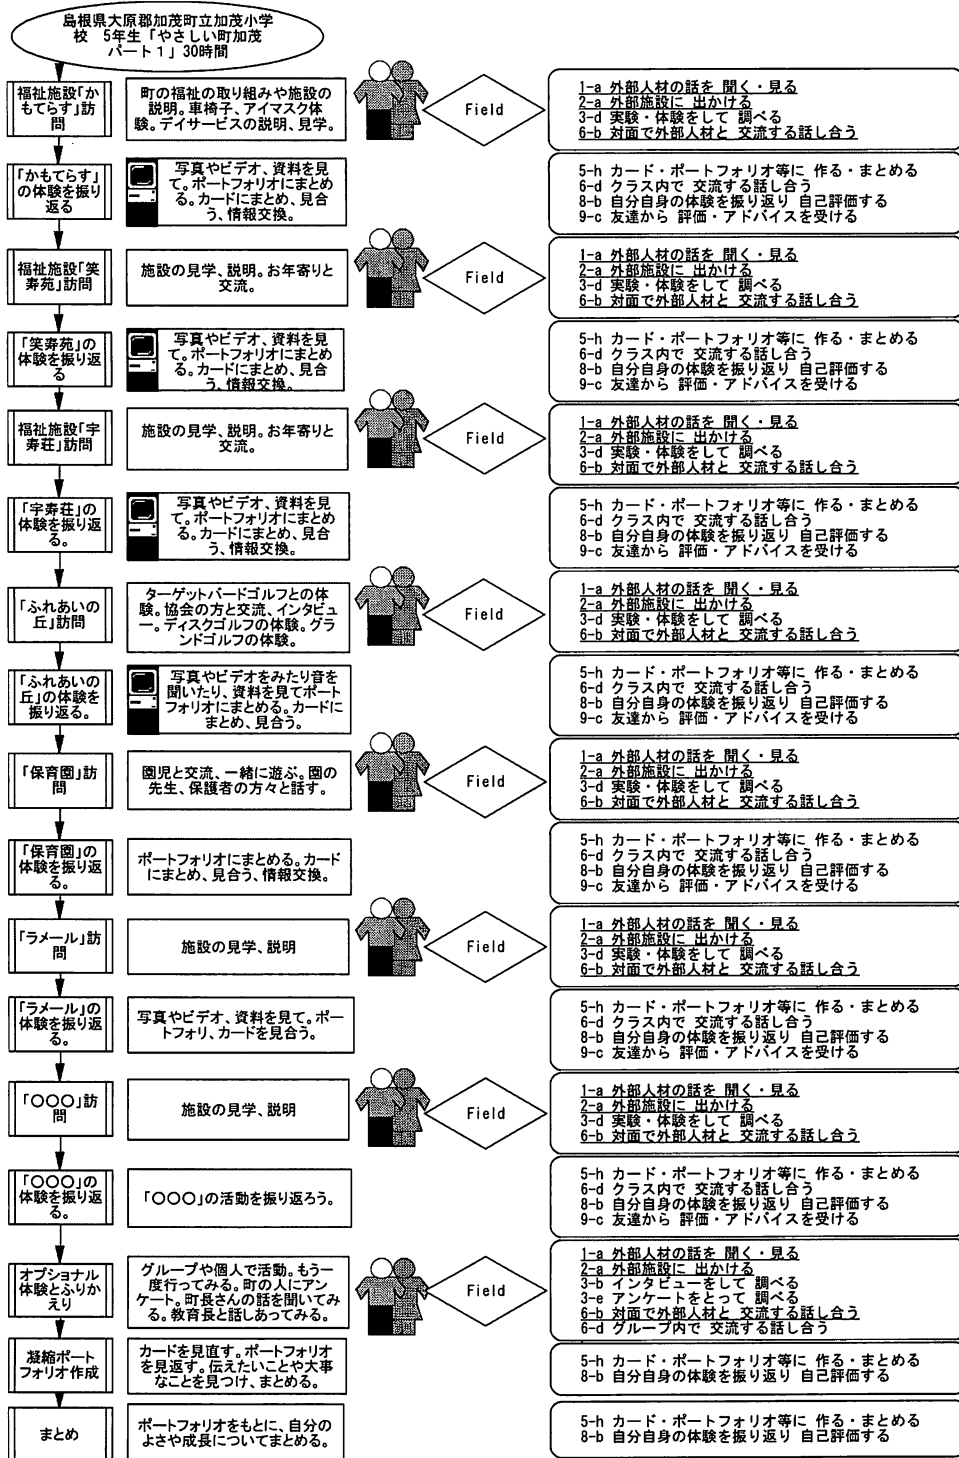 島根県大原郡加茂町立加茂小学
校　5年生「やさしい町加茂
パート1」30時間
福祉施設「か
もてらす」訪
問
町の福祉の取り組みや施設の
説明。車椅子、アイマスク体
験。デイサービスの説明、見学。
Field
1-a 外部人材の話を 聞く・見る
2-a 外部施設に 出かける
3-d 実験・体験をして 調べる
6-b 対面で外部人材と 交流する話し合う
「かもてらす」
の体験を振り
返る
写真やビデオ、資料を見
て。ポートフォリオにまとめ
る。カードにまとめ、見合
う、情報交換。
5-h カード・ポートフォリオ等に 作る・まとめる
6-d クラス内で 交流する話し合う
8-b 自分自身の体験を振り返り 自己評価する
9-c 友達から 評価・アドバイスを受ける
福祉施設「笑
寿苑」訪問
施設の見学、説明。お年寄りと
交流。
Field
1-a 外部人材の話を 聞く・見る
2-a 外部施設に 出かける
3-d 実験・体験をして 調べる
6-b 対面で外部人材と 交流する話し合う
「笑寿苑」の
体験を振り返
る
写真やビデオ、資料を見
て。ポートフォリオにまとめ
る。カードにまとめ、見合
う、情報交換。
5-h カード・ポートフォリオ等に 作る・まとめる
6-d クラス内で 交流する話し合う
8-b 自分自身の体験を振り返り 自己評価する
9-c 友達から 評価・アドバイスを受ける
福祉施設「宇
寿荘」訪問
施設の見学、説明。お年寄りと
交流。
Field
1-a 外部人材の話を 聞く・見る
2-a 外部施設に 出かける
3-d 実験・体験をして 調べる
6-b 対面で外部人材と 交流する話し合う
「宇寿荘」の
体験を振り返
る。
写真やビデオ、資料を見
て。ポートフォリオにまとめ
る。カードにまとめ、見合
う、情報交換。
5-h カード・ポートフォリオ等に 作る・まとめる
6-d クラス内で 交流する話し合う
8-b 自分自身の体験を振り返り 自己評価する
9-c 友達から 評価・アドバイスを受ける
「ふれあいの
丘」訪問
ターゲットバードゴルフとの体
験。協会の方と交流、インタビュ
ー。ディスクゴルフの体験。グラ
ンドゴルフの体験。
Field
1-a 外部人材の話を 聞く・見る
2-a 外部施設に 出かける
3-d 実験・体験をして 調べる
6-b 対面で外部人材と 交流する話し合う
「ふれあいの
丘」の体験を
振り返る。
写真やビデオをみたり音を
聞いたり、資料を見てポート
フォリオにまとめる。カードに
まとめ、見合う。
5-h カード・ポートフォリオ等に 作る・まとめる
6-d クラス内で 交流する話し合う
8-b 自分自身の体験を振り返り 自己評価する
9-c 友達から 評価・アドバイスを受ける
「保育園」訪
問
園児と交流、一緒に遊ぶ。園の
先生、保護者の方々と話す。
Field
1-a 外部人材の話を 聞く・見る
2-a 外部施設に 出かける
3-d 実験・体験をして 調べる
6-b 対面で外部人材と 交流する話し合う
「保育園」の
体験を振り返
る。
ポートフォリオにまとめる。カード
にまとめ、見合う、情報交換。
5-h カード・ポートフォリオ等に 作る・まとめる
6-d クラス内で 交流する話し合う
8-b 自分自身の体験を振り返り 自己評価する
9-c 友達から 評価・アドバイスを受ける
「ラメール」訪
問
施設の見学、説明
Field
1-a 外部人材の話を 聞く・見る
2-a 外部施設に 出かける
3-d 実験・体験をして 調べる
6-b 対面で外部人材と 交流する話し合う
「ラメール」の
体験を振り返
る。
写真やビデオ、資料を見て。ポー
トフォリ、カードを見合う。
5-h カード・ポートフォリオ等に 作る・まとめる
6-d クラス内で 交流する話し合う
8-b 自分自身の体験を振り返り 自己評価する
9-c 友達から 評価・アドバイスを受ける
「○○○」訪
問
施設の見学、説明
Field
1-a 外部人材の話を 聞く・見る
2-a 外部施設に 出かける
3-d 実験・体験をして 調べる
6-b 対面で外部人材と 交流する話し合う
「○○○」の
体験を振り返
る。
「○○○」の活動を振り返ろう。
5-h カード・ポートフォリオ等に 作る・まとめる
6-d クラス内で 交流する話し合う
8-b 自分自身の体験を振り返り 自己評価する
9-c 友達から 評価・アドバイスを受ける
オプショナル
体験とふりか
えり
グループや個人で活動。もう一
度行ってみる。町の人にアン
ケート。町長さんの話を聞いてみ
る。教育長と話しあってみる。
Field
1-a 外部人材の話を 聞く・見る
2-a 外部施設に 出かける
3-b インタビューをして 調べる
3-e アンケートをとって 調べる
6-b 対面で外部人材と 交流する話し合う
6-d グループ内で 交流する話し合う
凝縮ポート
フォリオ作成
カードを見直す。ポートフォリオ
を見返す。伝えたいことや大事
なことを見つけ、まとめる。
5-h カード・ポートフォリオ等に 作る・まとめる
8-b 自分自身の体験を振り返り 自己評価する
まとめ
ポートフォリオをもとに、自分の
よさや成長についてまとめる。
5-h カード・ポートフォリオ等に 作る・まとめる
8-b 自分自身の体験を振り返り 自己評価する